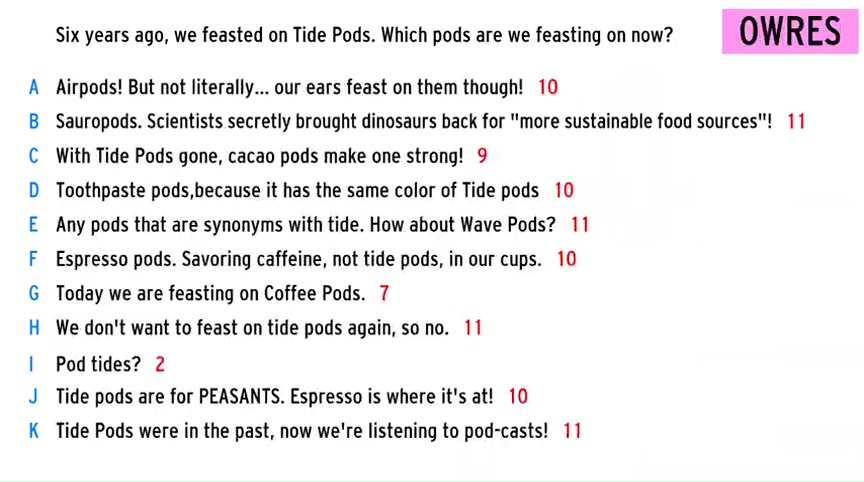 Six years ago, we feasted on Tide Pods. Which pods are we feasting on now?
OWRES
A Airpods! But not literally... our ears feast on them though! 10
B Sauropods. Scientists secretly brought dinosaurs back for "more sustainable food sources"! 11
C With Tide Pods gone, cacao pods make one strong! 9
D Toothpaste pods,because it has the same color of Tide pods 10
E Any pods that are synonyms with tide. How about Wave Pods? 11
F Espresso pods. Savoring caffeine, not tide pods, in our cups. 10
G Today we are feasting on Coffee Pods. 7
H We don't want to feast on tide pods again, so no. 11
I Pod tides? 2
J Tide pods are for PEASANTS. Espresso is where it's at! 10
K Tide Pods were in the past, now we're listening to pod-casts! 11